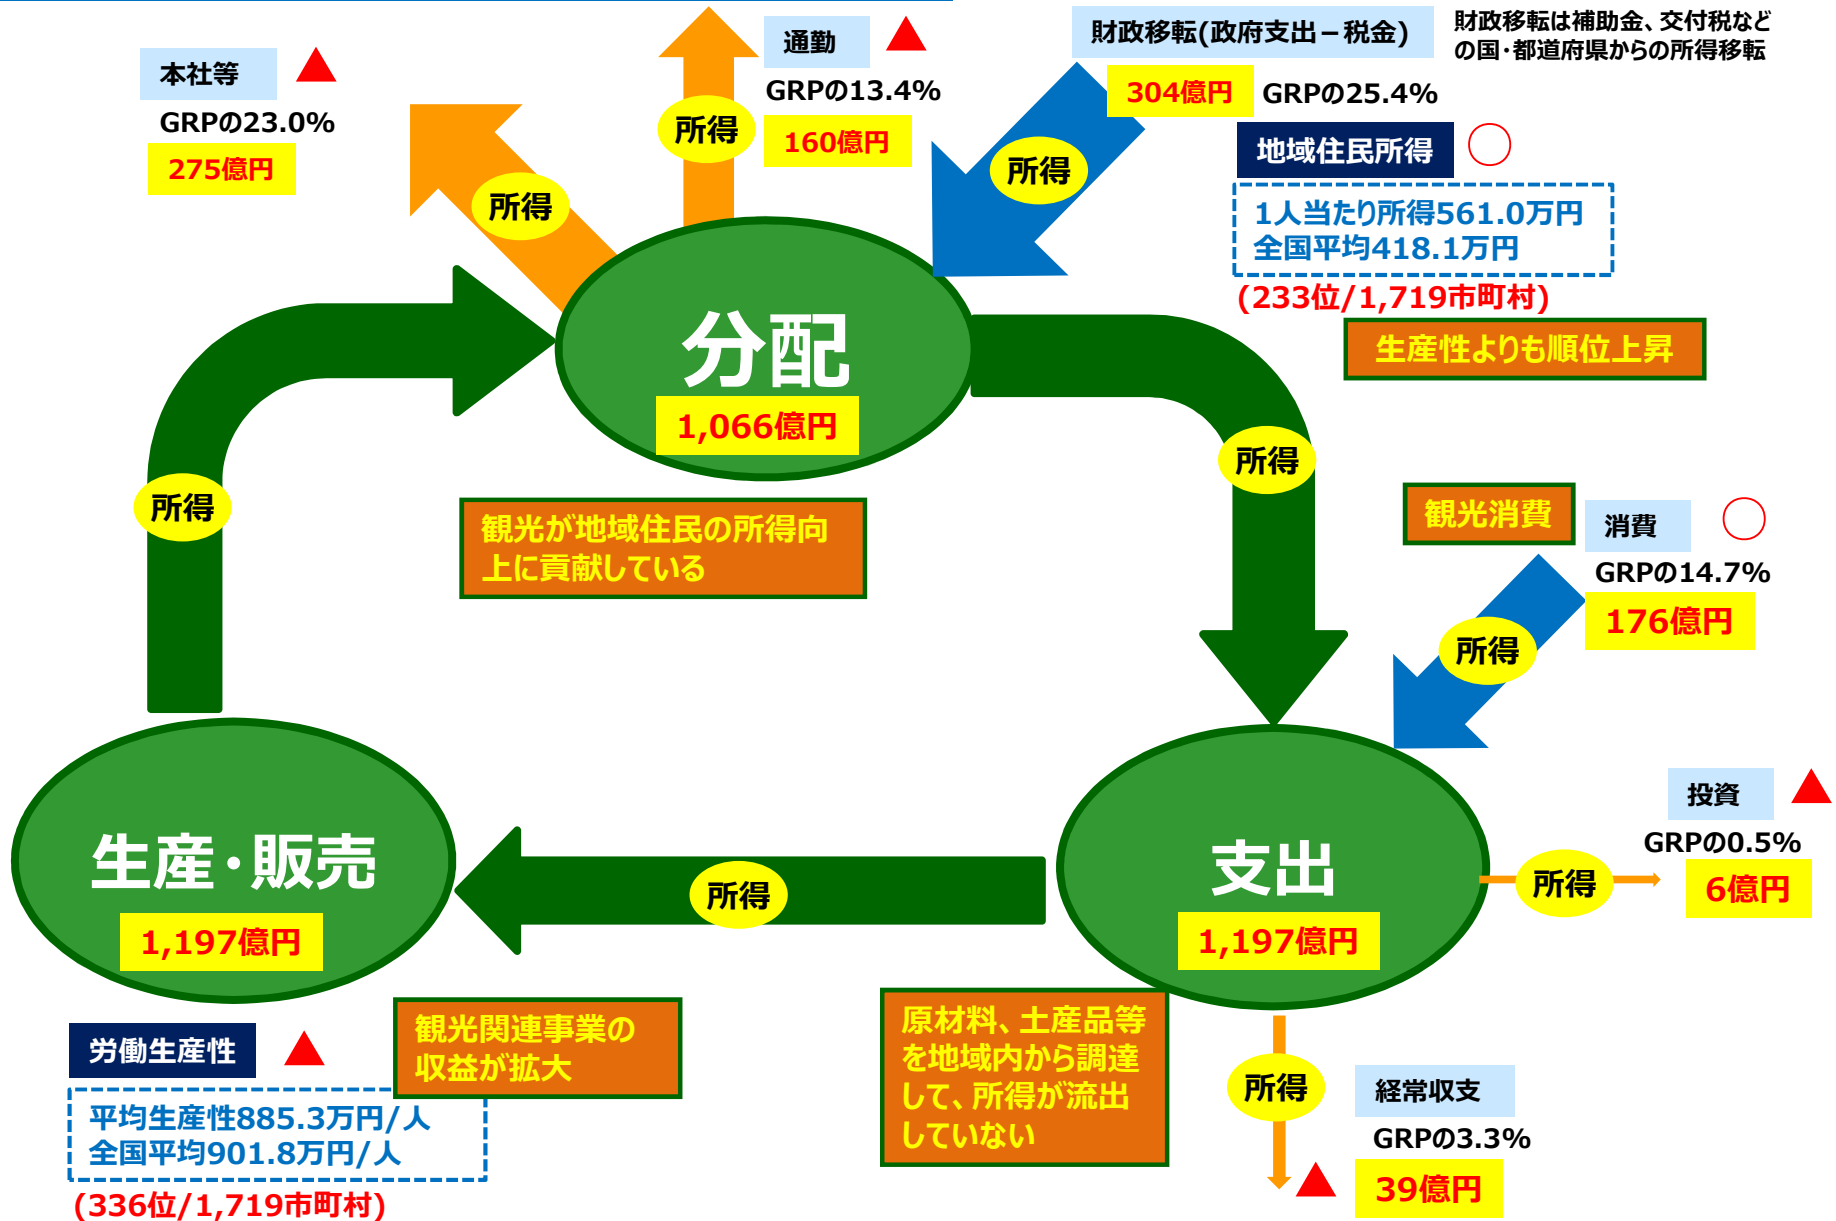 本社等
GRPの23.0%
275億円
所得
通勤
GRPの13.4%
160億円
所得
財政移転(政府支出－税金)
304億円 GRPの25.4%
財政移転は補助金、交付税など
の国・都道府県からの所得移転
所得
地域住民所得
1人当たり所得561.0万円
全国平均418.1万円
(233位/1,719市町村)
生産性よりも順位上昇
分配
1,066億円
所得
所得
観光が地域住民の所得向
上に貢献している
観光消費
消費
GRPの14.7%
176億円
所得
投資
GRPの0.5%
6億円
所得
支出
1,197億円
所得
生産・販売
1,197億円
労働生産性
平均生産性885.3万円/人
全国平均901.8万円/人
(336位/1,719市町村)
観光関連事業の
収益が拡大
原材料、土産品等
を地域内から調達
して、所得が流出
していない
所得
経常収支
GRPの3.3%
39億円